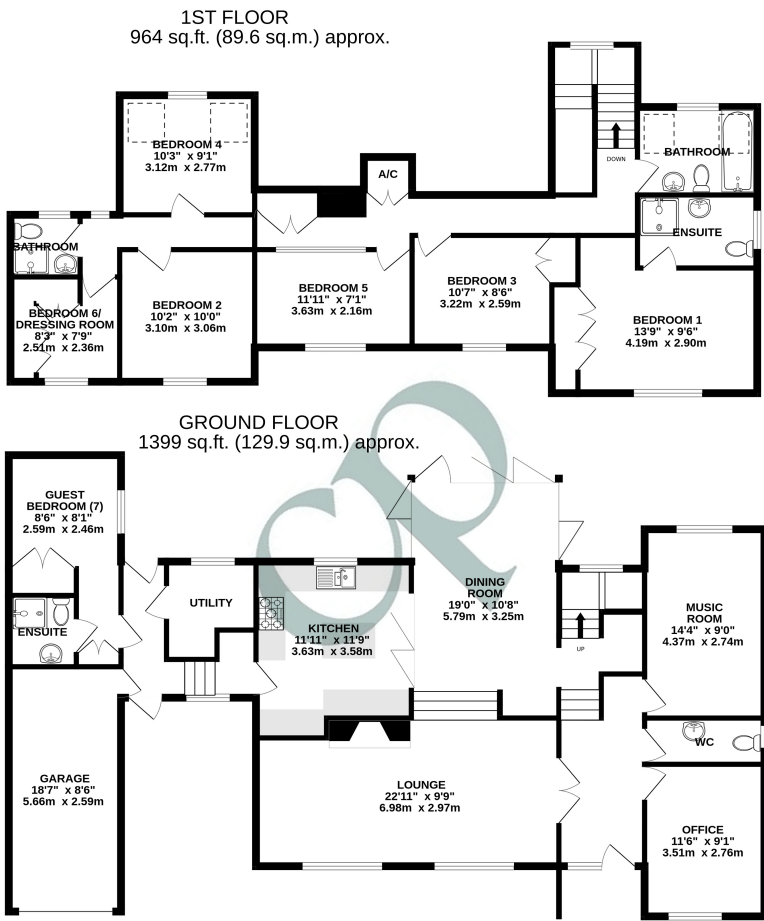 1ST FLOOR
964 sq.ft. (89.6 sq.m.) approx.
BEDROOM 4
10'3" x 9'1"
3.12m x 2.77m
A/C
DOWN
BATHROOM
BATHROOM
ENSUITE
BEDROOM 6/
DRESSING ROOM
8'3" x 7'9"
2.51m x 2.36m
BEDROOM 2
10'2" x 10'0"
3.10m x 3.06m
BEDROOM 5
11'11" x 7'1"
3.63m x 2.16m
BEDROOM 3
10'7" x 8'6"
3.22m x 2.59m
BEDROOM 1
13'9" x 9'6"
4.19m x 2.90m
GROUND FLOOR
1399 sq.ft. (129.9 sq.m.) approx.
GUEST
BEDROOM (7)
8'6" x 8'1"
2.59m x 2.46m
ENSUITE
UTILITY
KITCHEN
11'11" x 11'9"
3.63m x 3.58m
DINING
ROOM
19'0" x 10'8"
5.79m x 3.25m
UP
MUSIC
ROOM
14'4" x 9'0"
4.37m x 2.74m
WC
GARAGE
18'7" x 8'6"
5.66m x 2.59m
LOUNGE
22'11" x 9'9"
6.98m x 2.97m
OFFICE
11'6" x 9'1"
3.51m x 2.76m
CP